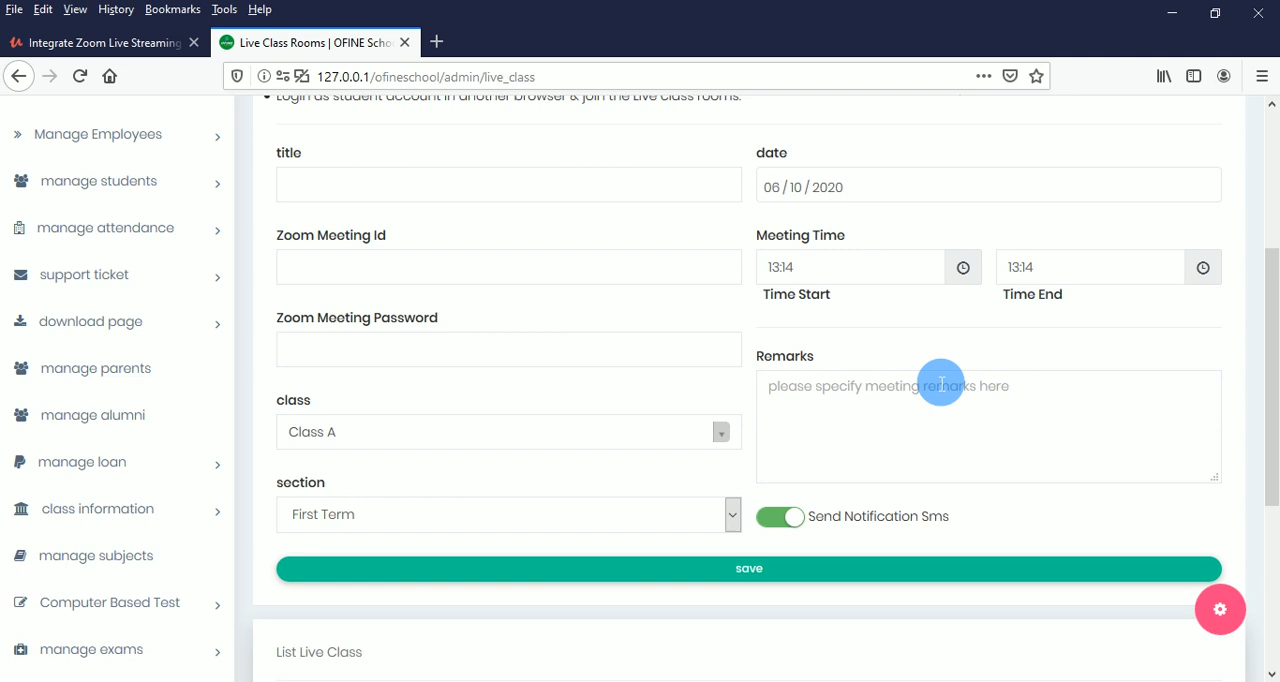 File Edit View History Bookmarks Tools Help
Integrate Zoom Live Streaming
Live Class Rooms | OFINE Scho
127.0.0.1/ofineschool/admin/live_class
Login as student account in another browser & join the Live class rooms.
Manage Employees
manage students
manage attendance
support ticket
download page
manage parents
manage alumni
manage loan
class information
manage subjects
Computer Based Test
manage exams
title
date
06 / 10 / 2020
Zoom Meeting Id
Meeting Time
13:14
13:14
Time Start
Time End
Zoom Meeting Password
Remarks
please specify meeting remarks here
class
Class A
section
First Term
Send Notification Sms
save
List Live Class